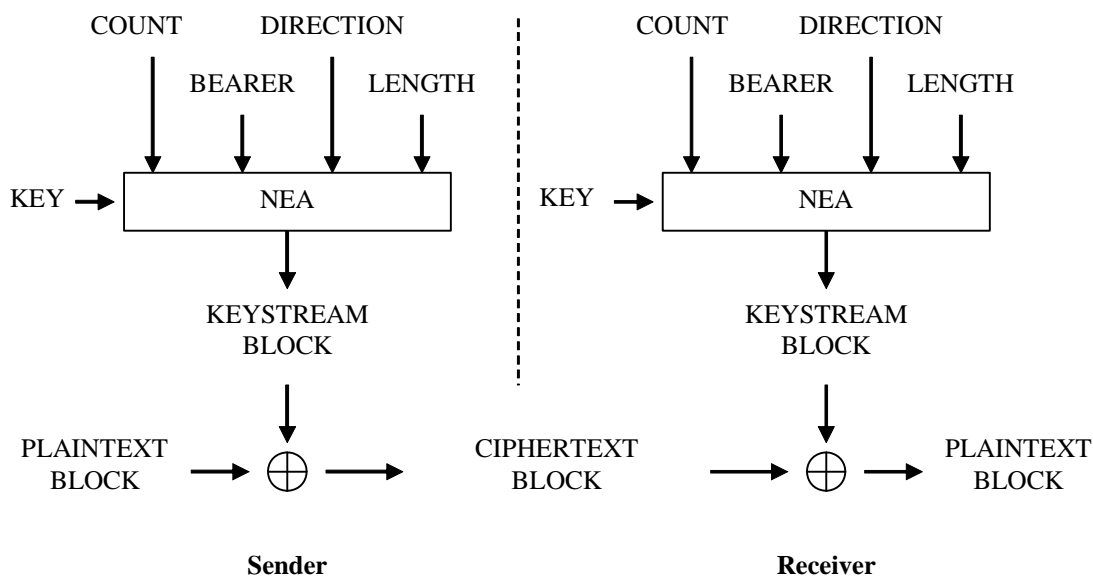 COUNT DIRECTION COUNT DIRECTION
BEARER LENGTH BEARER LENGTH
KEY NEA KEY NEA
KEYSTREAM KEYSTREAM
BLOCK BLOCK
PLAINTEXT CIPHERTEXT PLAINTEXT
BLOCK BLOCK BLOCK
Sender Receiver